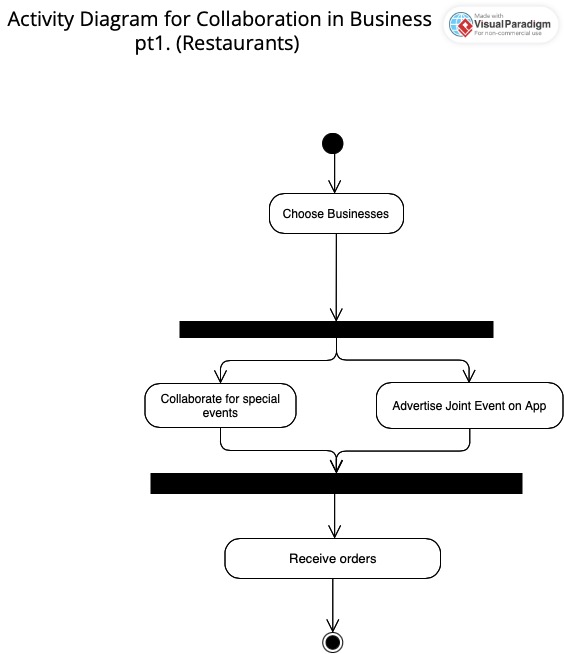 Activity Diagram for Collaboration in Business
pt1. (Restaurants)
Made with
Visual Paradigm
For non-commercial use
Choose Businesses
Collaborate for special
events
Advertise Joint Event on App
Receive orders